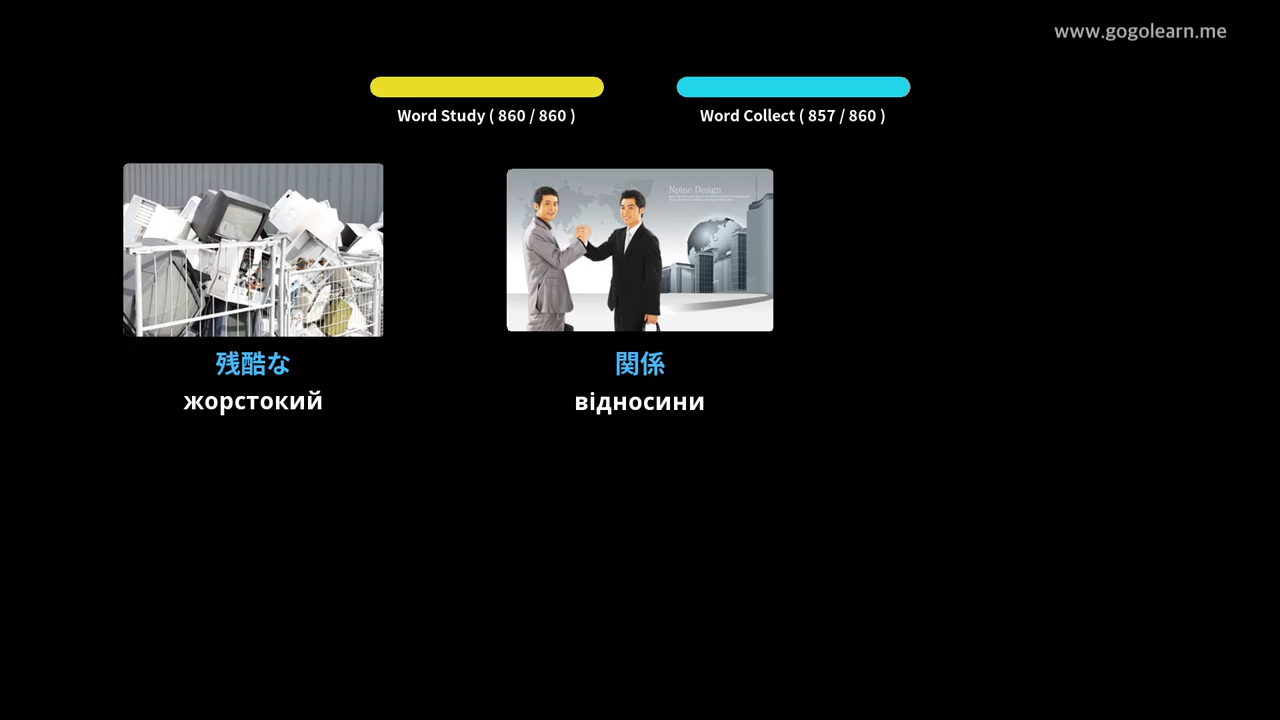 www.gogolearn.me
Word Study ( 860 / 860 )
Word Collect ( 857 / 860 )
Npine Design
残酷な
жорстокий
関係
відносини